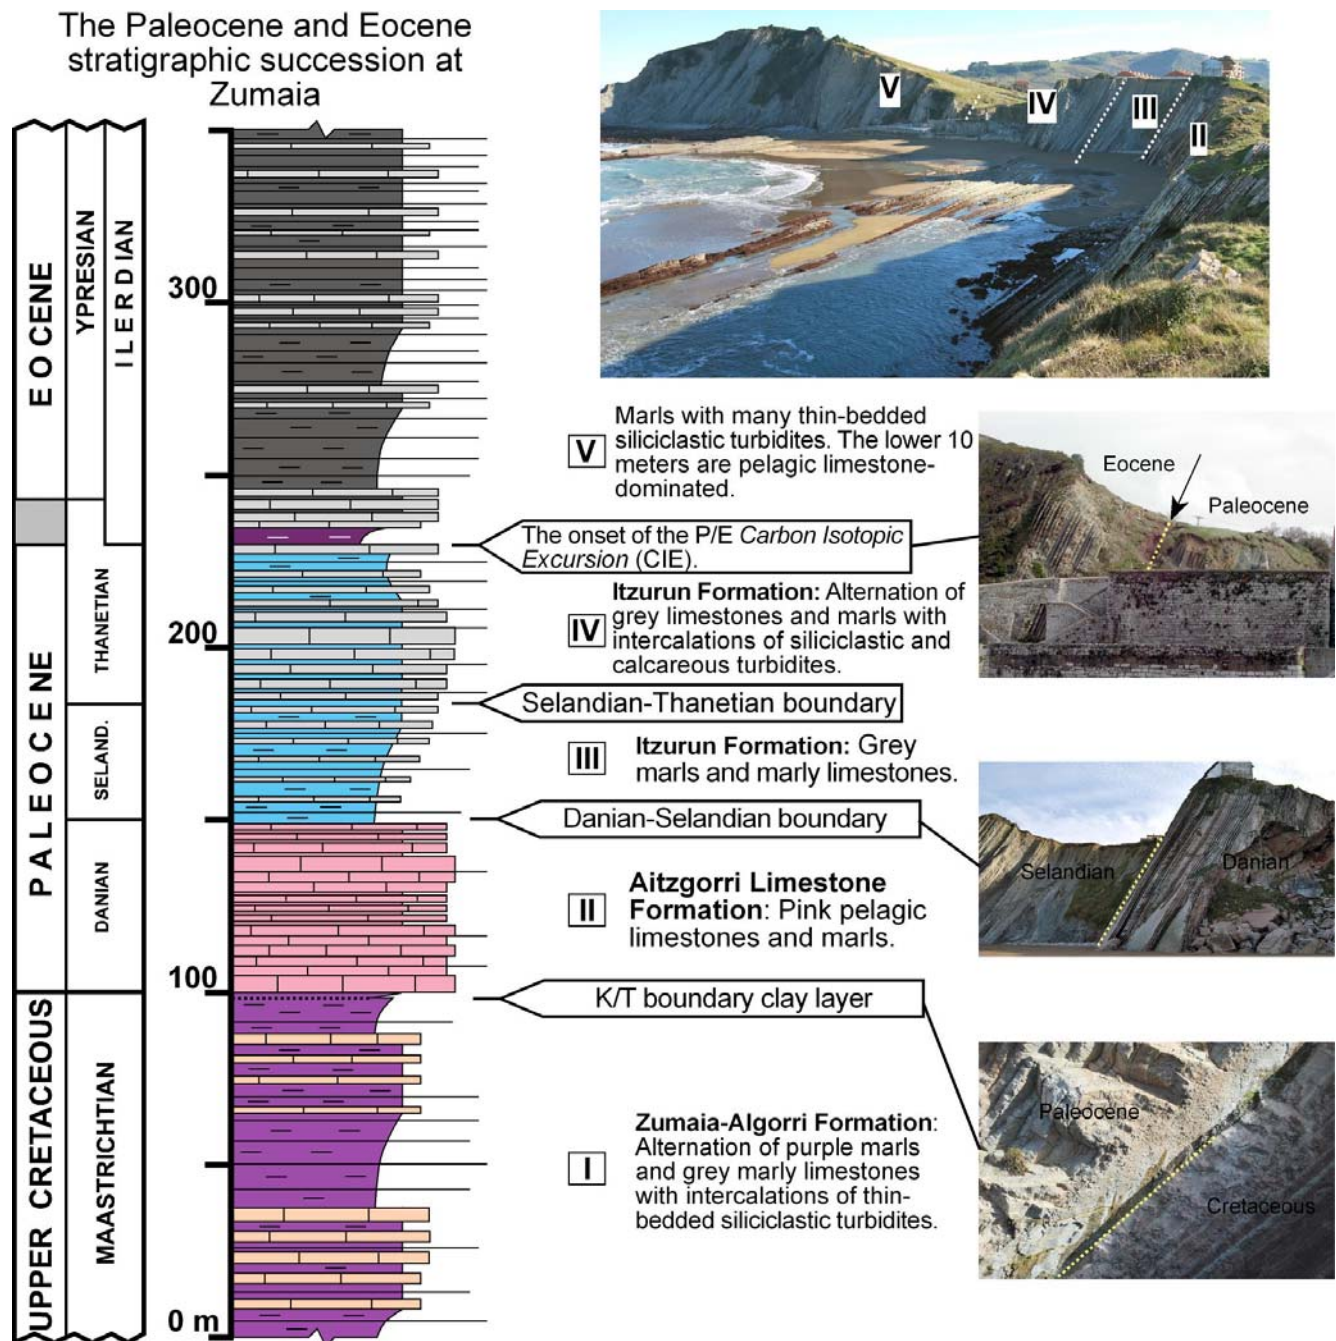 The Paleocene and Eocene
stratigraphic succession at
Zumaia
EOCENE
YPRESIAN
ILERDIAN
PALEOCENE
THANETIAN
SELAND.
DANIAN
UPPER CRETACEOUS
MAASTRICHTIAN
300
200
100
0 m
V
IV
III
II
V
Marls with many thin-bedded
siliciclastic turbidites. The lower 10
meters are pelagic limestone-
dominated.
Eocene
Paleocene
The onset of the P/E Carbon Isotopic
Excursion (CIE).
IV
Itzurun Formation: Alternation of
grey limestones and marls with
intercalations of siliciclastic and
calcareous turbidites.
Selandian-Thanetian boundary
III
Itzurun Formation: Grey
marls and marly limestones.
Danian-Selandian boundary
Selandian
Danian
II
Aitzgorri Limestone
Formation: Pink pelagic
limestones and marls.
K/T boundary clay layer
Paleocene
Cretaceous
I
Zumaia-Algorri Formation:
Alternation of purple marls
and grey marly limestones
with intercalations of thin-
bedded siliciclastic turbidites.